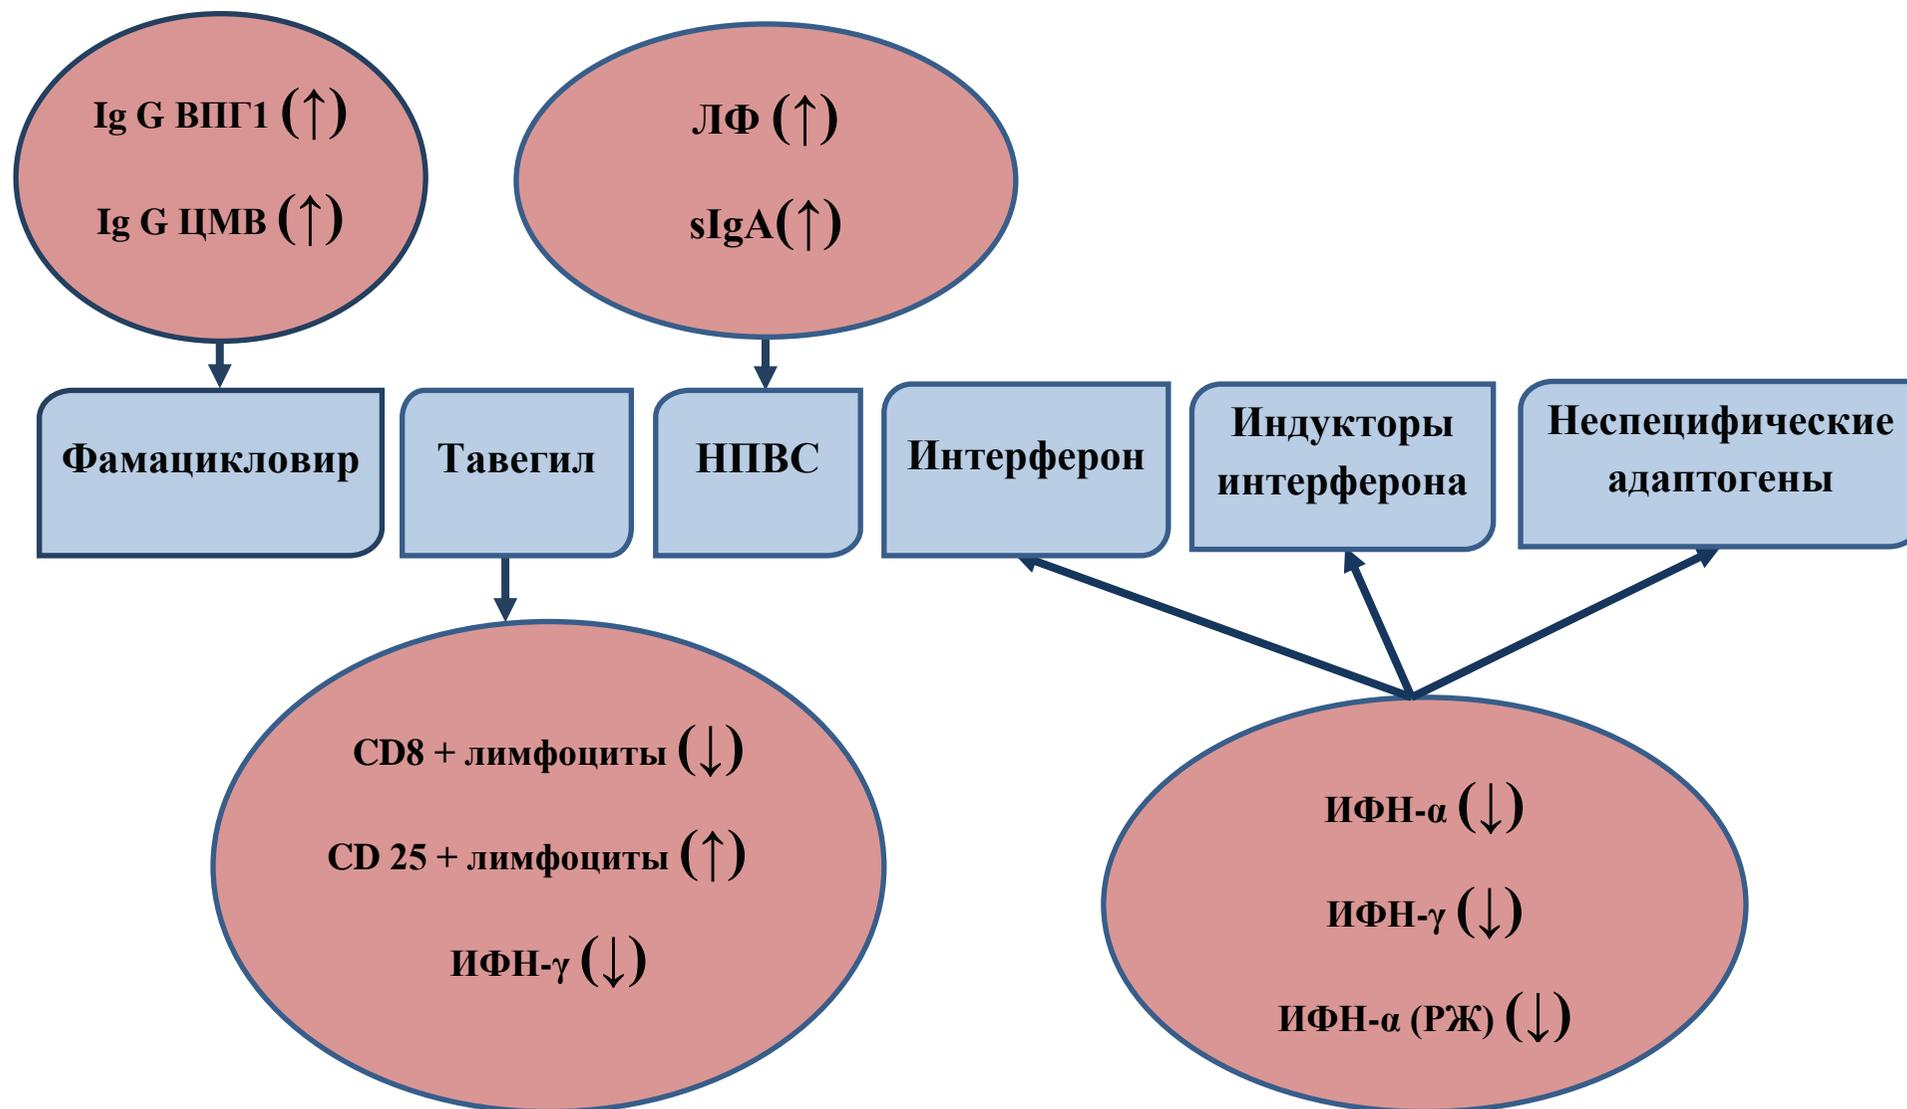 Ig G ВПГ1 (↑)
Ig G ЦМВ (↑)
ЛФ (↑)
sIgA(↑)
Фамацикловир
Тавегил
НПВС
Интерферон
Индукторы
интерферона
Неспецифические
адаптогены
CD8 + лимфоциты (↓)
CD 25 + лимфоциты (↑)
ИФН-γ (↓)
ИФН-α (↓)
ИФН-γ (↓)
ИФН-α (РЖ) (↓)